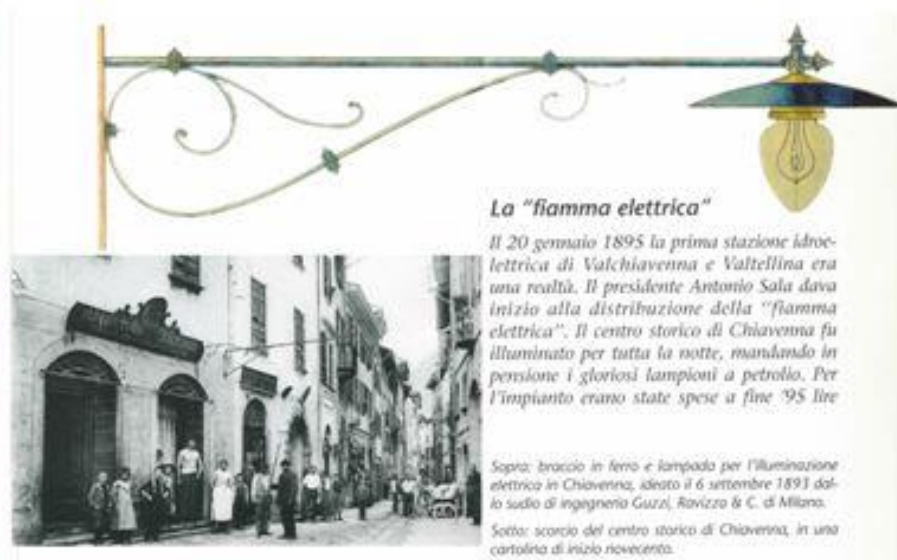 La "fiamma elettrica"
Il 20 gennaio 1895 la prima stazione idroe-
lettrica di Valchiavenna e Valtellina era
una realtà. Il presidente Antonio Sala dava
inizio alla distribuzione della "fiamma
elettrica". Il centro storico di Chiavenna fu
illuminato per tutta la notte, mandando in
pensione i gloriosi lampioni a petrolio. Per
l'impianto erano state spese a fine '95 lire
Sopra: braccio in ferro e lampada per l'illuminazione
elettrica in Chiavenna, ideato il 6 settembre 1893 dal-
lo sudio di ingegneria Guzzi, Ravizza & C. di Milano.
Sotto: scorcio del centro storico di Chiavenna, in una
cartolina di inizio novecento.